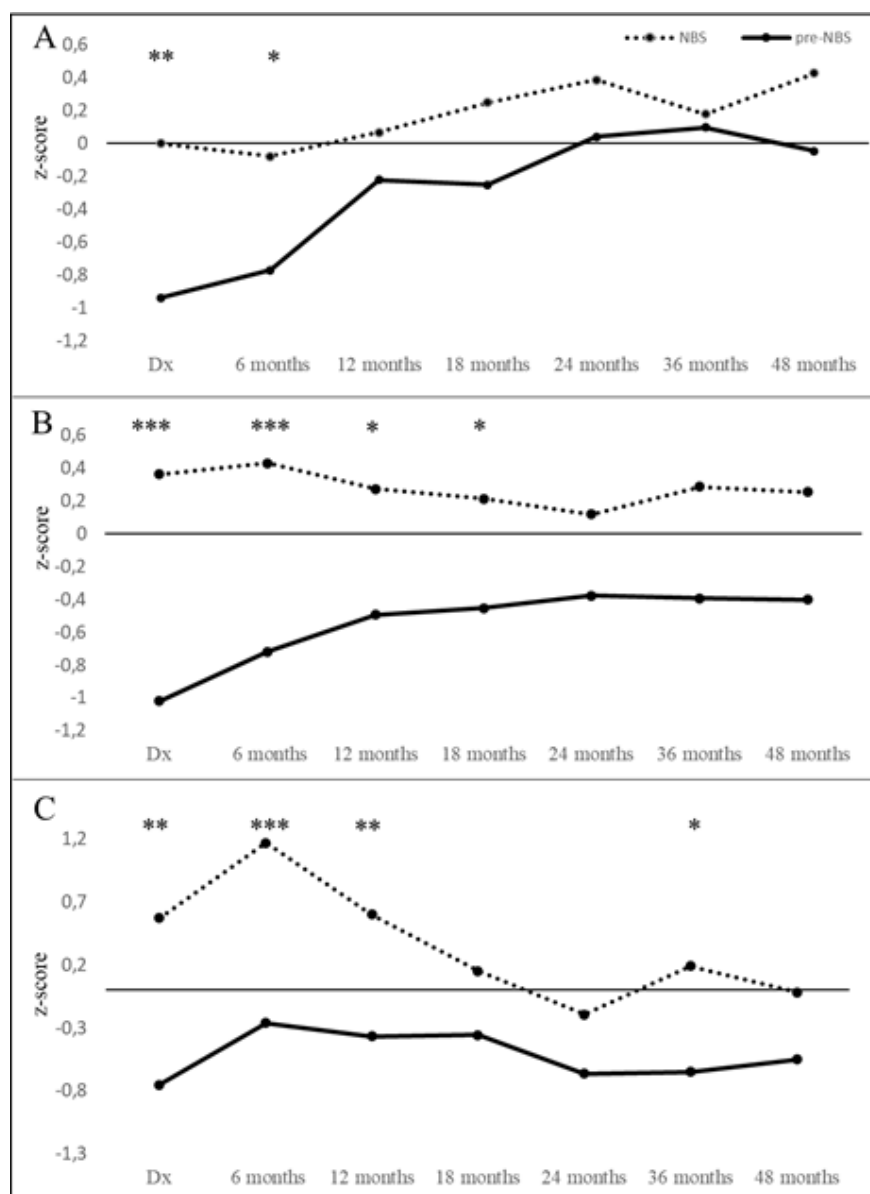 A
NBS pre-NBS
** *
z-score
0,6
0,4
0,2
0
-0,2
-0,4
-0,6
-0,8
-1
-1,2
Dx 6 months 12 months 18 months 24 months 36 months 48 months
B
*** *** * *
z-score
0,6
0,4
0,2
0
-0,2
-0,4
-0,6
-0,8
-1
-1,2
Dx 6 months 12 months 18 months 24 months 36 months 48 months
C
** *** ** *
z-score
1,2
0,7
0,2
-0,3
-0,8
-1,3
Dx 6 months 12 months 18 months 24 months 36 months 48 months